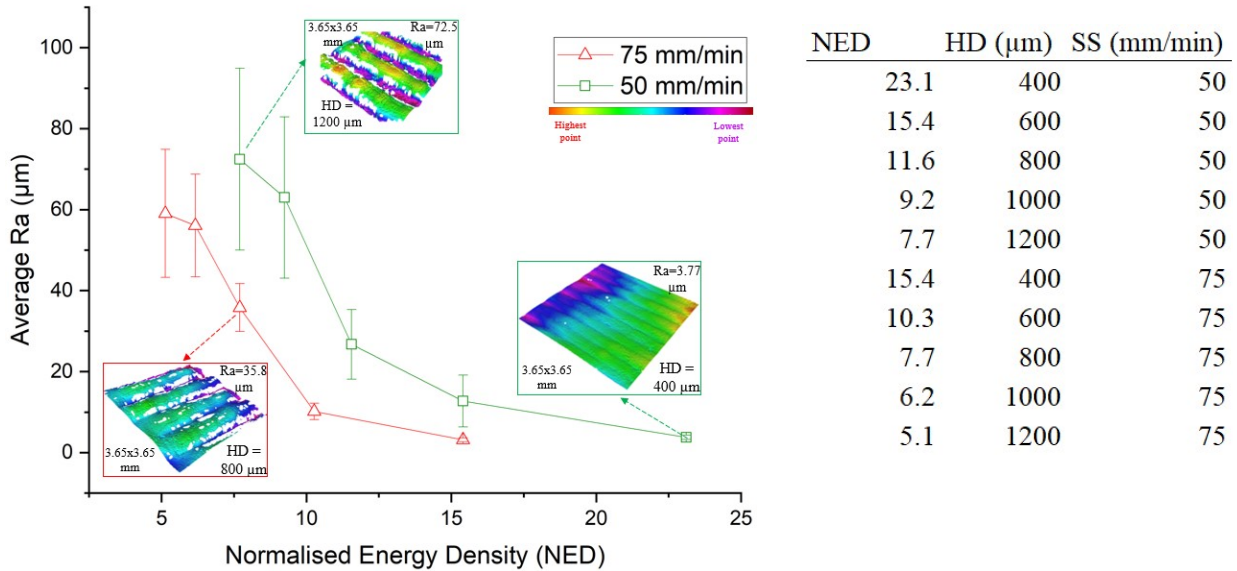 100
80
60
40
20
0
Average Ra (µm)
5
10
15
20
25
Normalised Energy Density (NED)
3.65x3.65
mm
Ra=72.5
µm
HD =
1200 µm
75 mm/min
50 mm/min
Highest
point
Lowest
point
Ra=3.77
µm
3.65x3.65
mm
HD =
400 µm
Ra=35.8
µm
3.65x3.65
mm
HD =
800 µm
NED HD (µm) SS (mm/min)
23.1 400 50
15.4 600 50
11.6 800 50
9.2 1000 50
7.7 1200 50
15.4 400 75
10.3 600 75
7.7 800 75
6.2 1000 75
5.1 1200 75